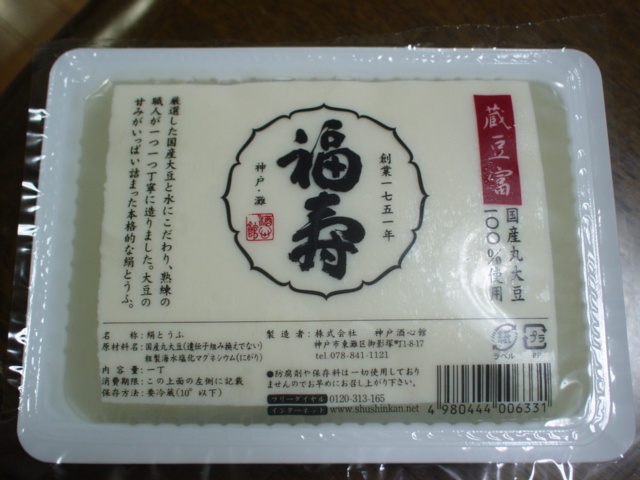 蔵豆富
国産丸大豆
一〇〇%使用
創業一七五一年
福寿
神戸・灘
厳選した国産大豆と水にこだわり、熟練の
職人が一つ一つ丁寧に造りました。大豆の
甘みがいっぱい詰まった本格的な絹とうふ。
名称:絹とうふ
原材料名:国産丸大豆(遺伝子組み換えでない)
粗製海水塩化マグネシウム(にがり)
内容量:一丁
消費期限:この上面の左側に記載
保存方法:要冷蔵(10°以下)
製造者:株式会社 神戸酒心館
神戸市東灘区御影塚町1-8-17
tel.078-841-1121
●防腐剤や保存料は一切使用しており
ませんのでお早めにお召し上がり下さい。
フリーダイヤル 0120-313-165
インターネット www.shushinkan.net
紙
ラベル
プラ
PP
4 980444 006331